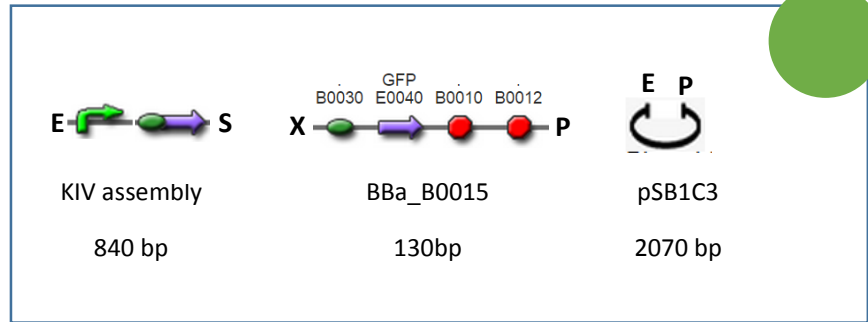 GFP
B0030 E0040 B0010 B0012
E P
E S X P
KIV assembly BBa_B0015 pSB1C3
840 bp 130bp 2070 bp